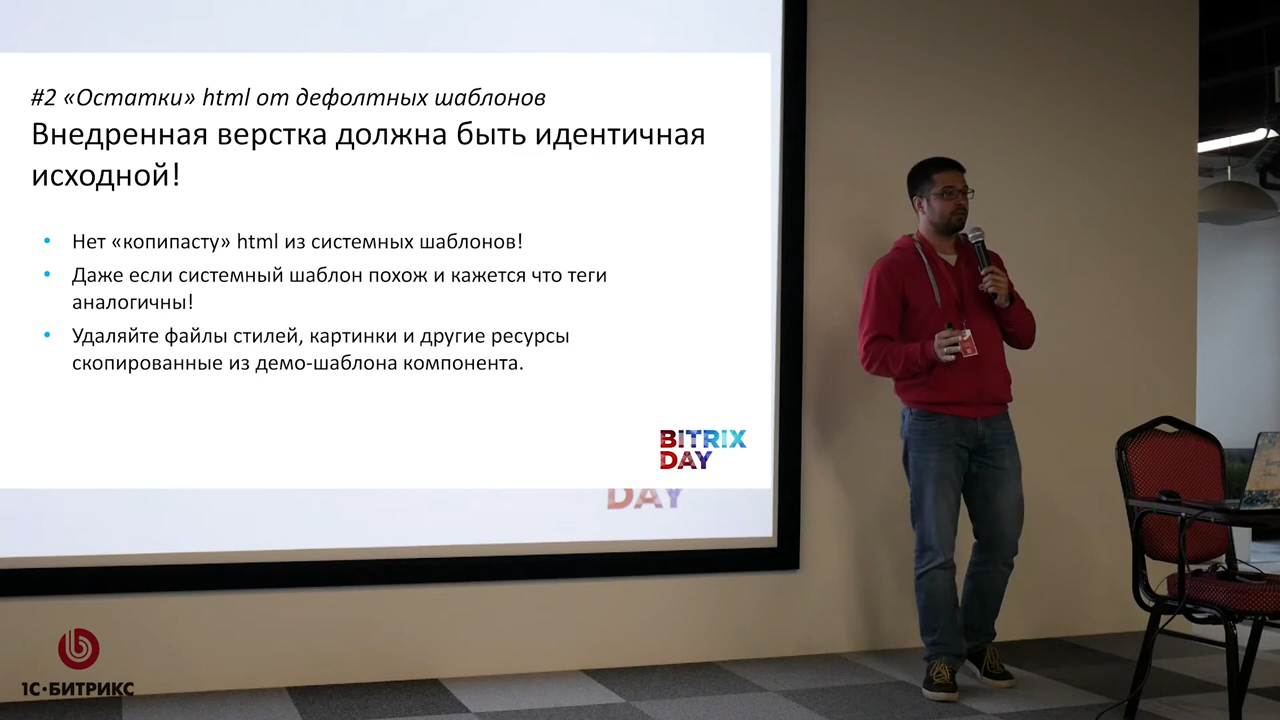 #2 «Остатки» html от дефолтных шаблонов
Внедренная верстка должна быть идентичная
исходной!
• Нет «копипасту» html из системных шаблонов!
• Даже если системный шаблон похож и кажется что теги
аналогичны!
• Удаляйте файлы стилей, картинки и другие ресурсы
скопированные из демо-шаблона компонента.
BITRIX
DAY
DAY
1С·БИТРИКС